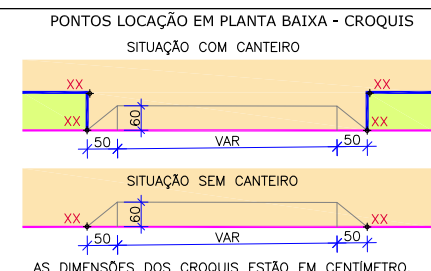 PONTOS LOCAÇÃO EM PLANTA BAIXA - CROQUIS
SITUAÇÃO COM CANTEIRO
XX XX
XX 60 XX
50 VAR 50
SITUAÇÃO SEM CANTEIRO
XX 60 XX
50 VAR 50
AS DIMENSÕES DOS CROQUIS ESTÃO EM CENTÍMETRO.